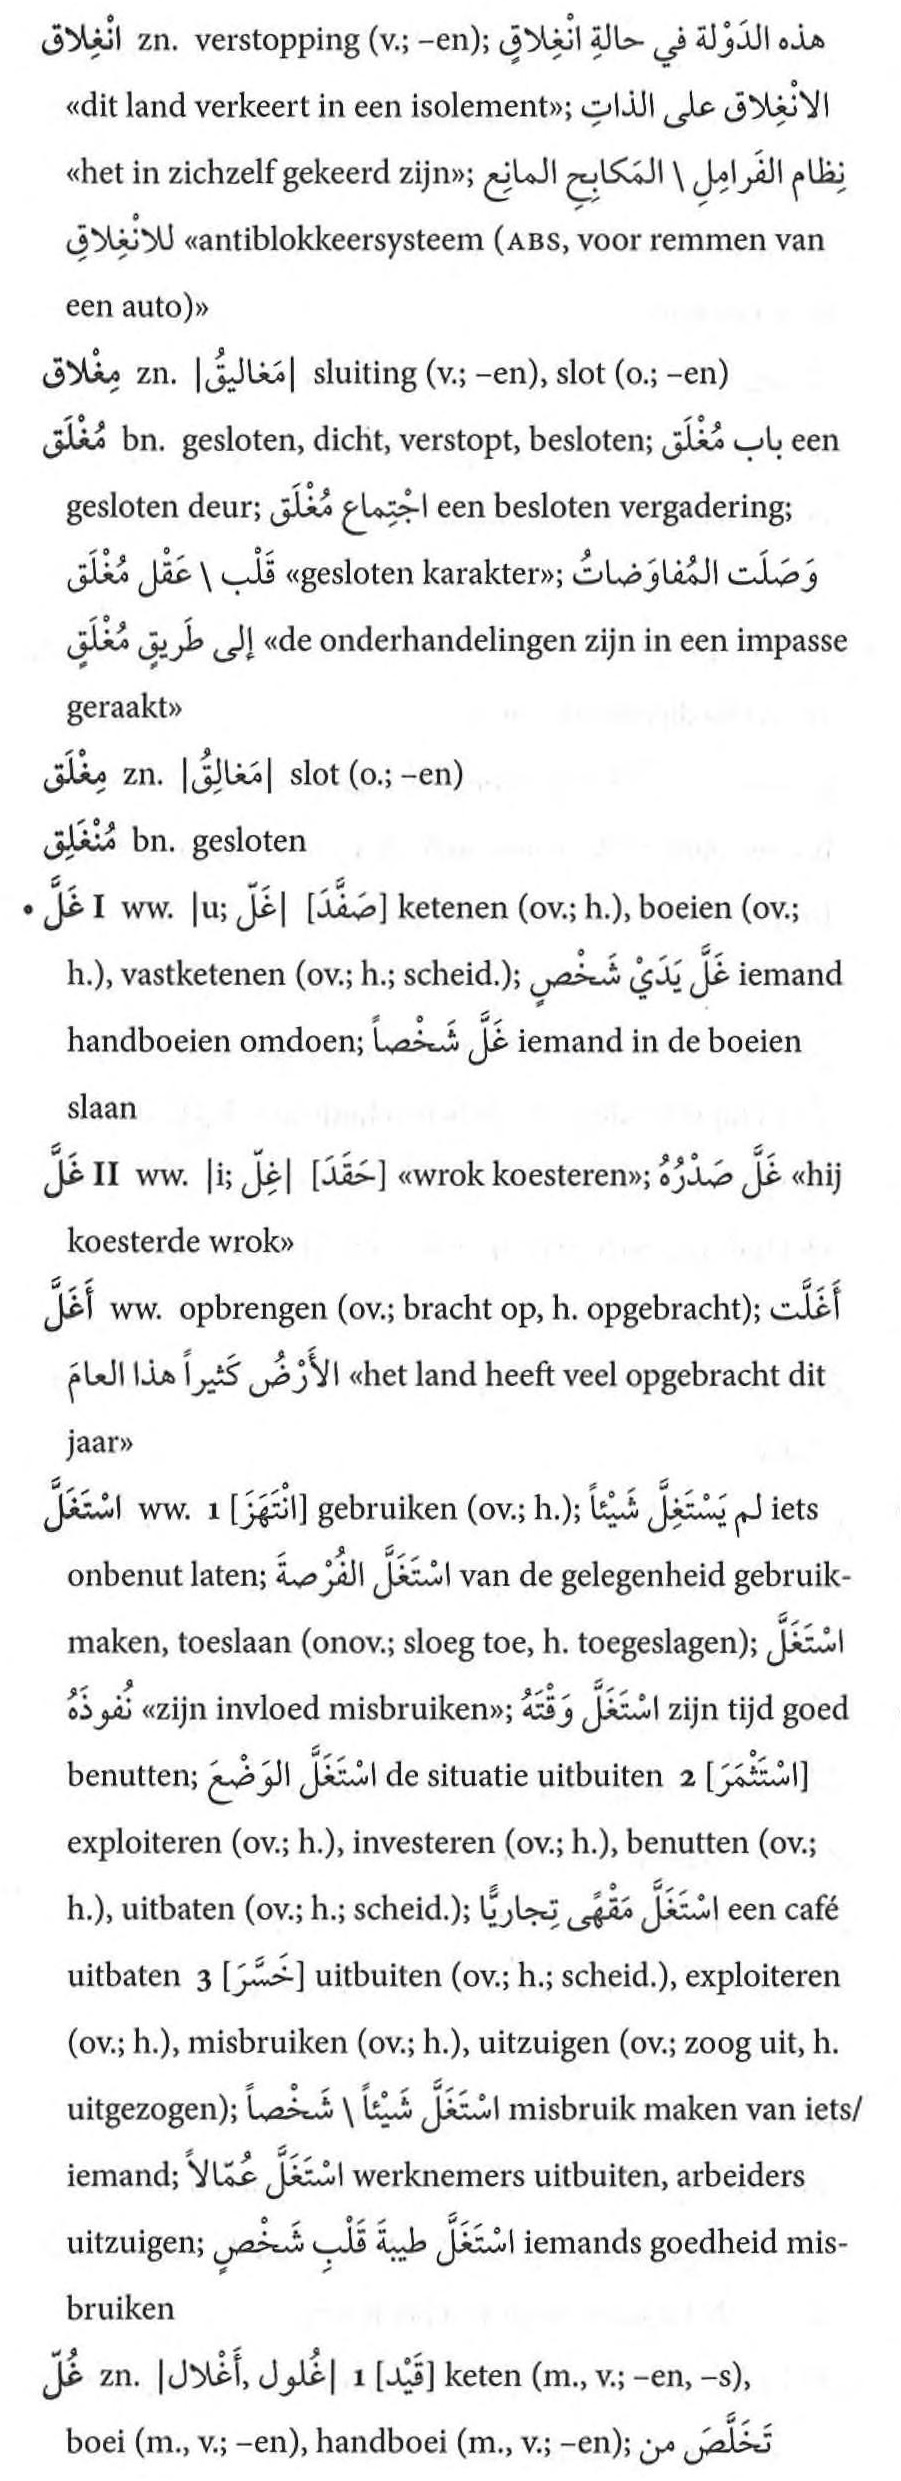 انْغِلاق zn. verstopping (v.; –en); هذه الدَوْلة في حالةِ انْغِلاقٍ
«dit land verkeert in een isolement»; الانْغِلاق على الذاتِ
«het in zichzelf gekeerd zijn»; نِظام الفَرامِلِ \ المَكابِحِ المانِع
للانْغِلاقِ «antiblokkeersysteem (ABS, voor remmen van
een auto)»
مِغْلاق zn. |مَغاليقُ| sluiting (v.; –en), slot (o.; –en)
مُغْلَق bn. gesloten, dicht, verstopt, besloten; باب مُغْلَق een
gesloten deur; اجْتِماع مُغْلَق een besloten vergadering;
قَلْب \ عَقْل مُغْلَق «gesloten karakter»; وَصَلَت المُفاوَضاتُ
إلى طَريقٍ مُغْلَقٍ «de onderhandelingen zijn in een impasse
geraakt»
مِغْلَق zn. |مَغالِقُ| slot (o.; –en)
مُنْغَلِق bn. gesloten
• غَلَّ I ww. |u; غَلّ| [صَفَّدَ] ketenen (ov.; h.), boeien (ov.;
h.), vastketenen (ov.; h.; scheid.); غَلَّ يَدَيْ شَخْصٍ iemand
handboeien omdoen; غَلَّ شَخْصاً iemand in de boeien
slaan
غَلَّ II ww. |i; غِلّ| [حَقَدَ] «wrok koesteren»; غَلَّ صَدْرُهُ «hij
koesterde wrok»
أَغَلَّ ww. opbrengen (ov.; bracht op, h. opgebracht); أَغَلَّت
الأَرْضُ كَثيراً هذا العامَ «het land heeft veel opgebracht dit
jaar»
اسْتَغَلَّ ww. 1 [انْتَهَزَ] gebruiken (ov.; h.); لم يَسْتَغِلَّ شَيْئاً iets
onbenut laten; اسْتَغَلَّ الفُرْصةَ van de gelegenheid gebruik-
maken, toeslaan (onov.; sloeg toe, h. toegeslagen); اسْتَغَلَّ
نُفوذَهُ «zijn invloed misbruiken»; اسْتَغَلَّ وَقْتَهُ zijn tijd goed
benutten; اسْتَغَلَّ الوَضْعَ de situatie uitbuiten 2 [اسْتَثْمَرَ]
exploiteren (ov.; h.), investeren (ov.; h.), benutten (ov.;
h.), uitbaten (ov.; h.; scheid.); اسْتَغَلَّ مَقْهًى تِجاريًّا een café
uitbaten 3 [خَسَّرَ] uitbuiten (ov.; h.; scheid.), exploiteren
(ov.; h.), misbruiken (ov.; h.), uitzuigen (ov.; zoog uit, h.
uitgezogen); اسْتَغَلَّ شَيْئاً \ شَخْصاً misbruik maken van iets/
iemand; اسْتَغَلَّ عُمّالاً werknemers uitbuiten, arbeiders
uitzuigen; اسْتَغَلَّ طيبةَ قَلْبِ شَخْصٍ iemands goedheid mis-
bruiken
غُلّ zn. |غُلول ,أَغْلال| 1 [قَيْد] keten (m., v.; –en, –s),
boei (m., v.; –en), handboei (m., v.; –en); تَخَلَّصَ من